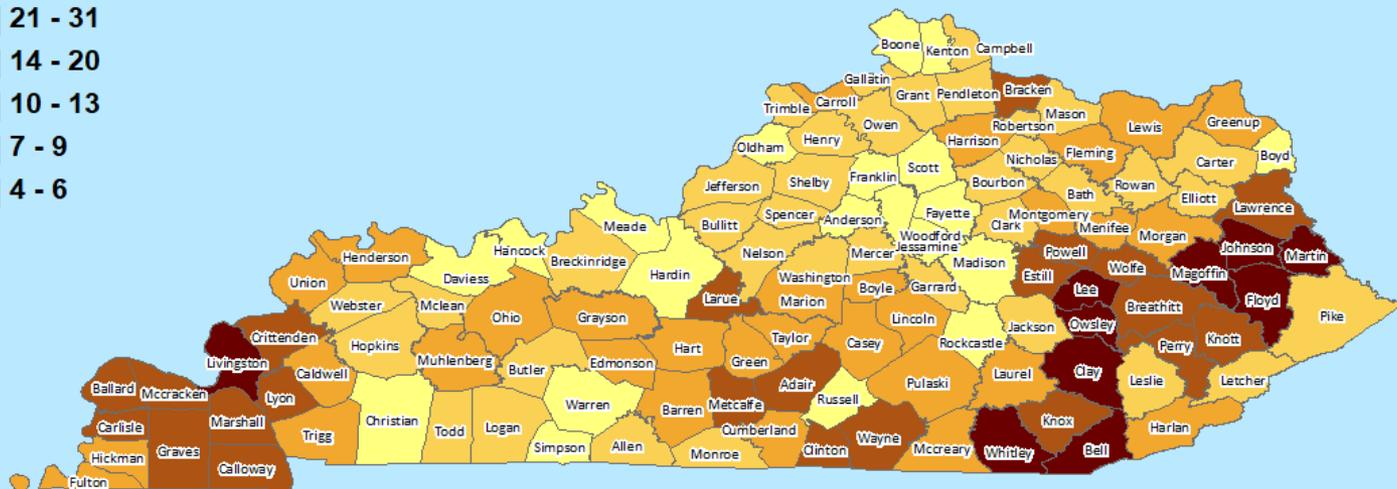 21 - 31
14 - 20
10 - 13
7 - 9
4 - 6
Boone
Kenton
Campbell
Gallatin
Grant
Pendleton
Bracken
Trimble
Carroll
Mason
Owen
Robertson
Lewis
Greenup
Henry
Harrison
Oldham
Nicholas
Fleming
Carter
Boyd
Scott
Franklin
Jefferson
Shelby
Bourbon
Bath
Rowan
Elliott
Lawrence
Spencer
Anderson
Fayette
Montgomery
Meade
Bullitt
Clark
Menifee
Morgan
Woodford
Jessamine
Hancock
Johnson
Henderson
Breckinridge
Nelson
Mercer
Madison
Powell
Martin
Daviess
Hardin
Washington
Estill
Wolfe
Magoffin
Union
Garrard
Lee
Larue
Marion
Boyle
Floyd
Webster
Mclean
Breathitt
Pike
Ohio
Grayson
Lincoln
Jackson
Owsley
Crittenden
Taylor
Knott
Hopkins
Casey
Rockcastle
Perry
Hart
Livingston
Muhlenberg
Edmonson
Green
Caldwell
Butler
Laurel
Clay
Leslie
Letcher
Ballard
Mccracken
Adair
Pulaski
Lyon
Russell
Warren
Barren
Metcalfe
Marshall
Christian
Knox
Carlisle
Todd
Logan
Cumberland
Harlan
Trigg
Wayne
Graves
Simpson
Allen
Monroe
Clinton
Mccreary
Whitley
Bell
Hickman
Calloway
Fulton